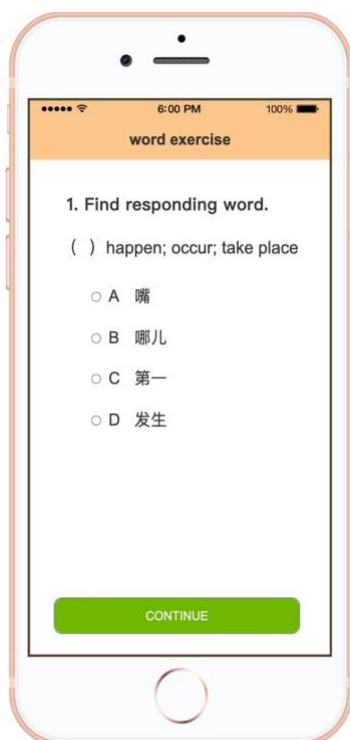 6:00 PM 100%
word exercise
1. Find responding word.
( ) happen; occur; take place
A 嘴
B 哪儿
C 第一
D 发生
CONTINUE